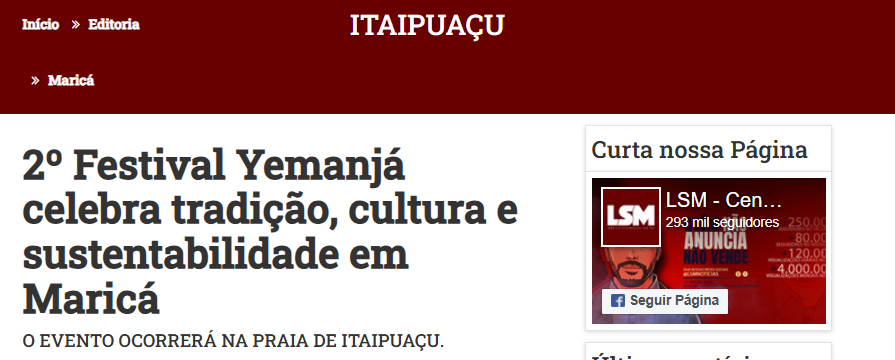 Início » Editoria
ITAIPUAÇU
» Maricá
2º Festival Yemanjá
celebra tradição, cultura e
sustentabilidade em
Maricá
O EVENTO OCORRERÁ NA PRAIA DE ITAIPUAÇU.
Curta nossa Página
LSM
LSM - Cen...
293 mil seguidores
NÃO
ANUNCIA
NÃO VENDE
250.00
80.00
120.00
4.000.00
Seguir Página